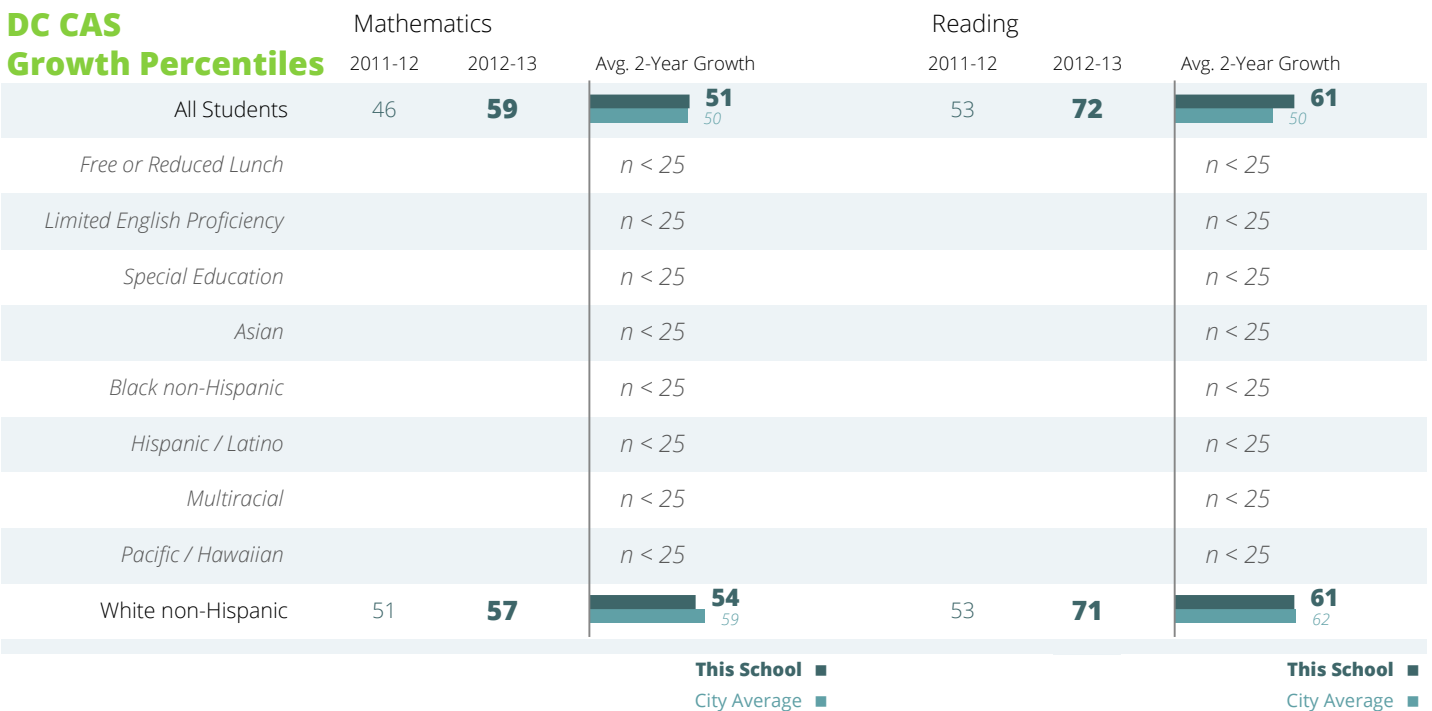 DC CAS
Growth Percentiles
Mathematics Reading
2011-12 2012-13 Avg. 2-Year Growth 2011-12 2012-13 Avg. 2-Year Growth
All Students 46 59 51 53 72 61
50 50
Free or Reduced Lunch n < 25 n < 25
Limited English Proficiency n < 25 n < 25
Special Education n < 25 n < 25
Asian n < 25 n < 25
Black non-Hispanic n < 25 n < 25
Hispanic / Latino n < 25 n < 25
Multiracial n < 25 n < 25
Pacific / Hawaiian n < 25 n < 25
White non-Hispanic 51 57 54 53 71 61
59 62
This School This School
City Average City Average